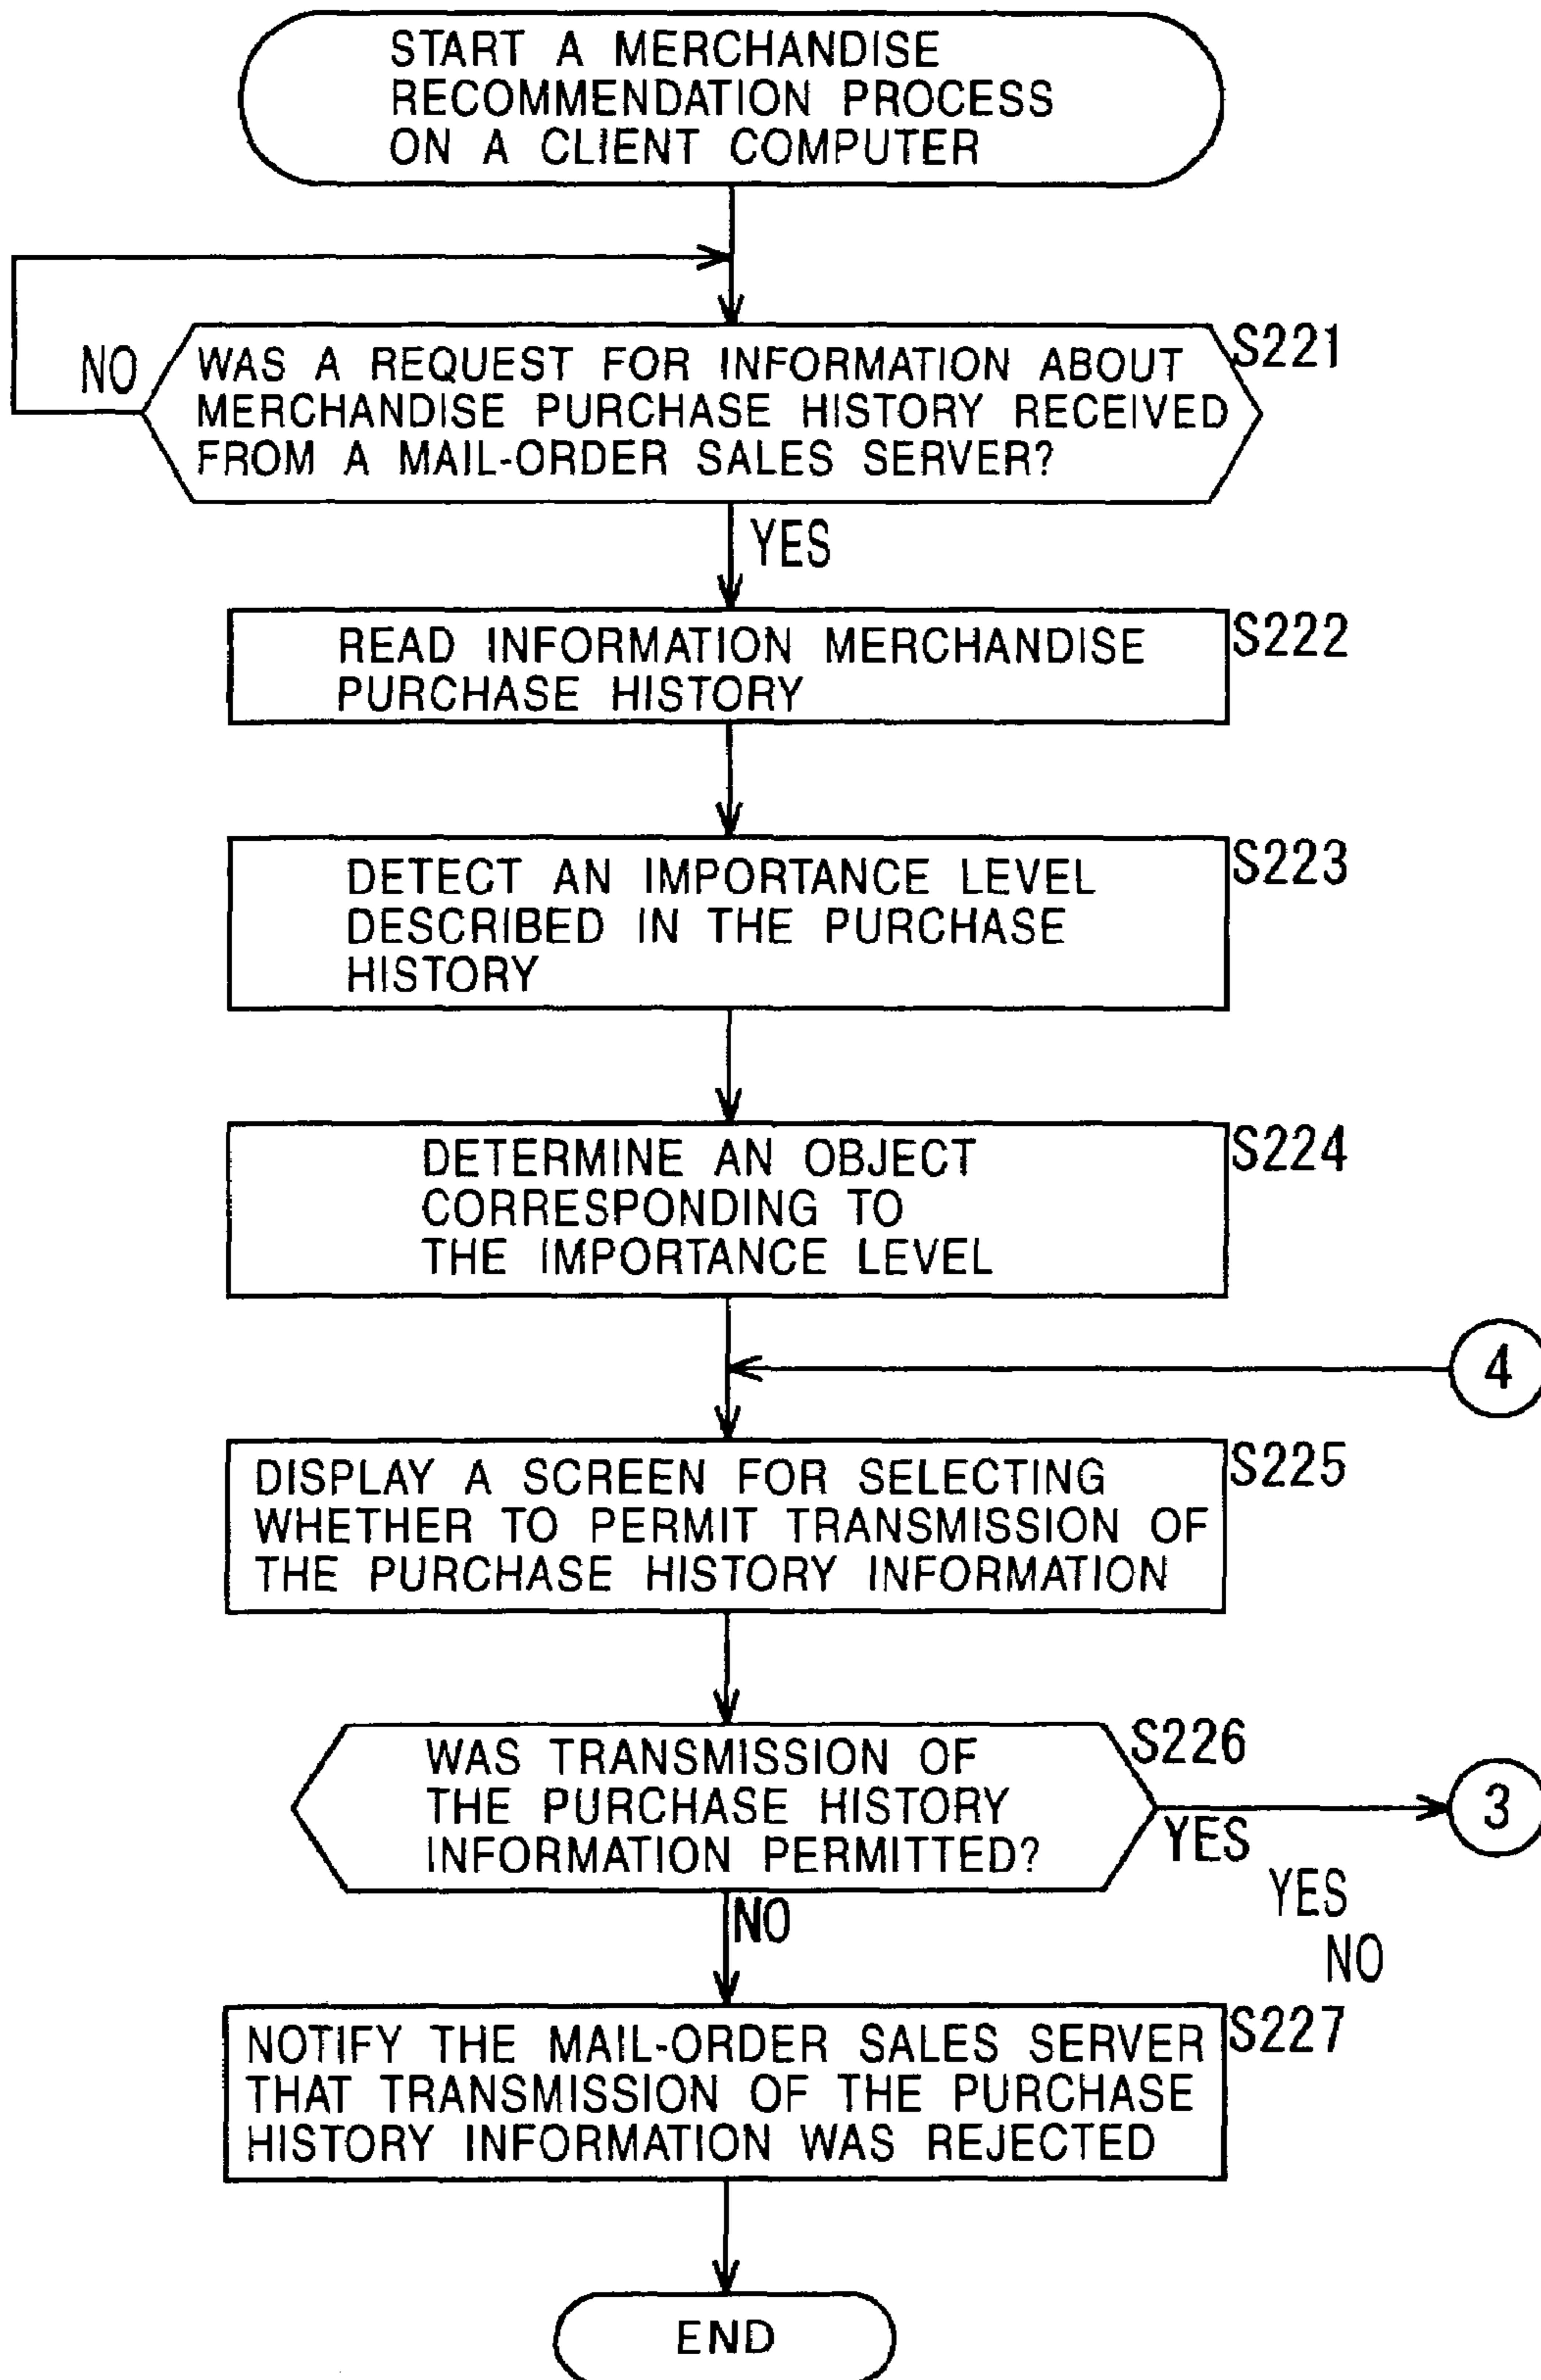 START A MERCHANDISE
RECOMMENDATION PROCESS
ON A CLIENT COMPUTER
NO
WAS A REQUEST FOR INFORMATION ABOUT
MERCHANDISE PURCHASE HISTORY RECEIVED
FROM A MAIL-ORDER SALES SERVER?
S221
YES
READ INFORMATION MERCHANDISE
PURCHASE HISTORY
S222
DETECT AN IMPORTANCE LEVEL
DESCRIBED IN THE PURCHASE
HISTORY
S223
DETERMINE AN OBJECT
CORRESPONDING TO
THE IMPORTANCE LEVEL
S224
4
DISPLAY A SCREEN FOR SELECTING
WHETHER TO PERMIT TRANSMISSION OF
THE PURCHASE HISTORY INFORMATION
S225
WAS TRANSMISSION OF
THE PURCHASE HISTORY
INFORMATION PERMITTED?
S226
YES
3
YES
NO
NO
NOTIFY THE MAIL-ORDER SALES SERVER
THAT TRANSMISSION OF THE PURCHASE
HISTORY INFORMATION WAS REJECTED
S227
END